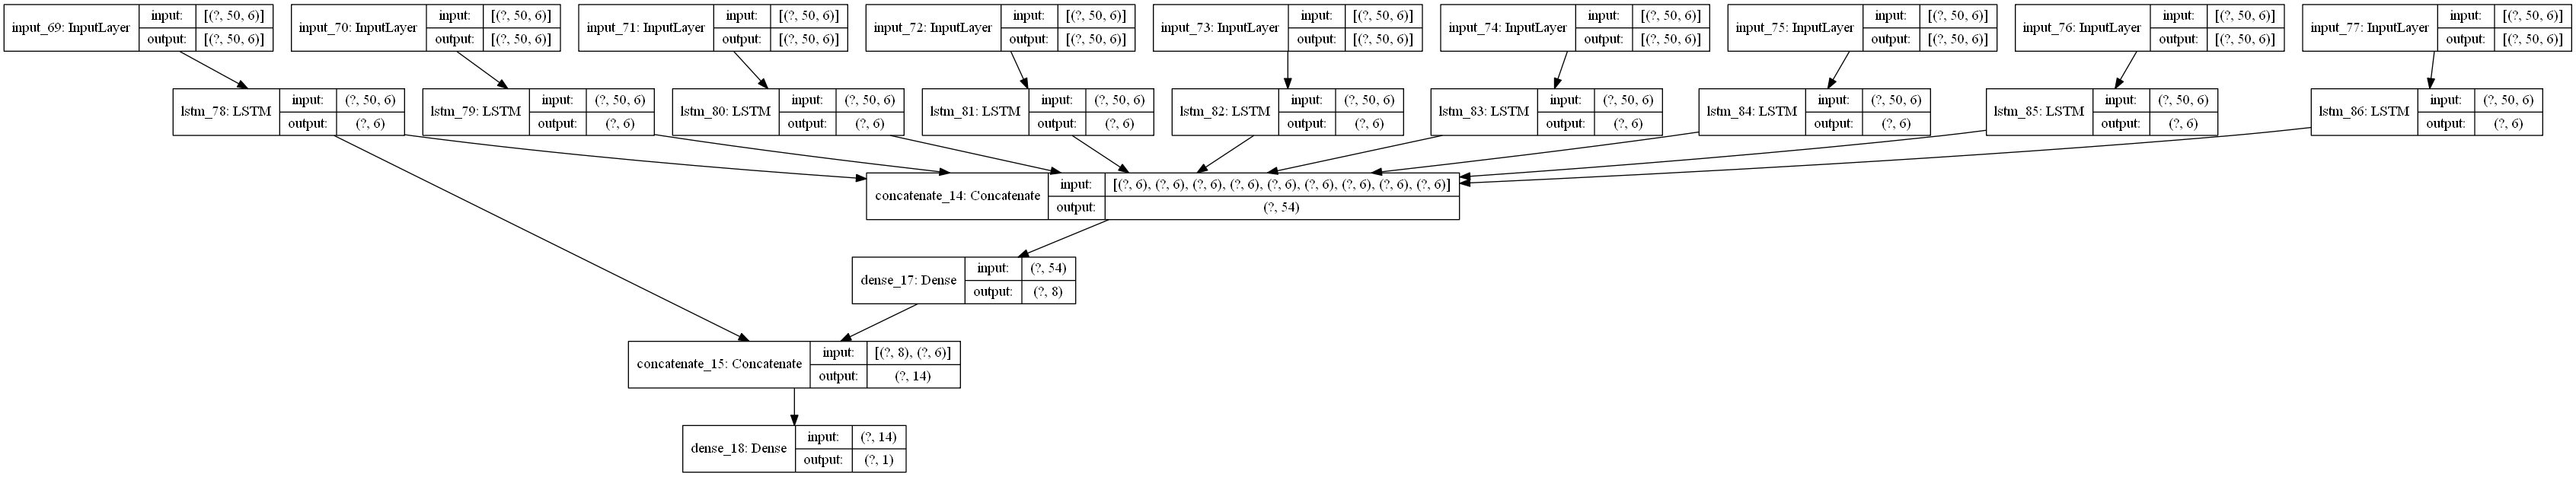 input_69: InputLayer input: [(?, 50, 6)] output: [(?, 50, 6)]
input_70: InputLayer input: [(?, 50, 6)] output: [(?, 50, 6)]
input_71: InputLayer input: [(?, 50, 6)] output: [(?, 50, 6)]
input_72: InputLayer input: [(?, 50, 6)] output: [(?, 50, 6)]
input_73: InputLayer input: [(?, 50, 6)] output: [(?, 50, 6)]
input_74: InputLayer input: [(?, 50, 6)] output: [(?, 50, 6)]
input_75: InputLayer input: [(?, 50, 6)] output: [(?, 50, 6)]
input_76: InputLayer input: [(?, 50, 6)] output: [(?, 50, 6)]
input_77: InputLayer input: [(?, 50, 6)] output: [(?, 50, 6)]
lstm_78: LSTM input: (?, 50, 6) output: (?, 6)
lstm_79: LSTM input: (?, 50, 6) output: (?, 6)
lstm_80: LSTM input: (?, 50, 6) output: (?, 6)
lstm_81: LSTM input: (?, 50, 6) output: (?, 6)
lstm_82: LSTM input: (?, 50, 6) output: (?, 6)
lstm_83: LSTM input: (?, 50, 6) output: (?, 6)
lstm_84: LSTM input: (?, 50, 6) output: (?, 6)
lstm_85: LSTM input: (?, 50, 6) output: (?, 6)
lstm_86: LSTM input: (?, 50, 6) output: (?, 6)
concatenate_14: Concatenate input: [(?, 6), (?, 6), (?, 6), (?, 6), (?, 6), (?, 6), (?, 6), (?, 6), (?, 6)] output: (?, 54)
dense_17: Dense input: (?, 54) output: (?, 8)
concatenate_15: Concatenate input: [(?, 8), (?, 6)] output: (?, 14)
dense_18: Dense input: (?, 14) output: (?, 1)